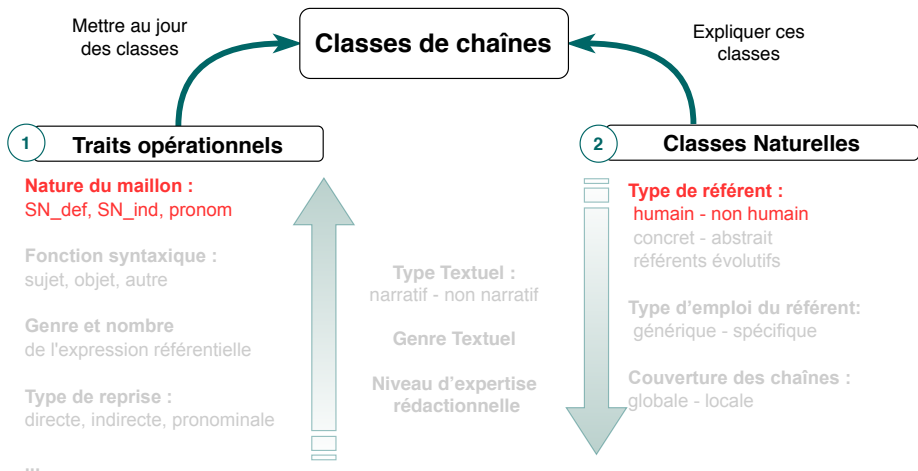 Mettre au jour
des classes
Classes de chaînes
Expliquer ces
classes
1
Traits opérationnels
Nature du maillon :
SN_def, SN_ind, pronom
Fonction syntaxique :
sujet, objet, autre
Genre et nombre
de l'expression référentielle
Type de reprise :
directe, indirecte, pronominale
...
Type Textuel :
narratif - non narratif
Genre Textuel
Niveau d'expertise
rédactionnelle
2
Classes Naturelles
Type de référent :
humain - non humain
concret - abstrait
référents évolutifs
Type d'emploi du référent:
générique - spécifique
Couverture des chaînes :
globale - locale